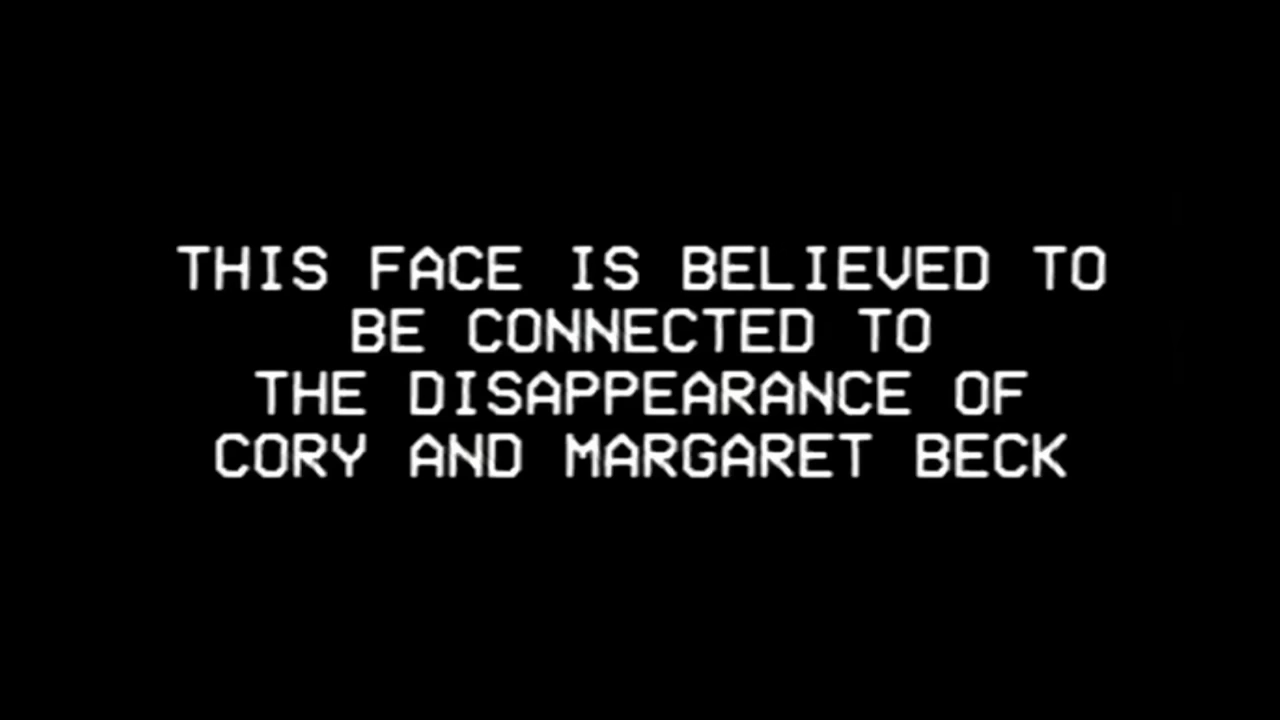 THIS FACE IS BELIEVED TO
BE CONNECTED TO
THE DISAPPEARANCE OF
CORY AND MARGARET BECK